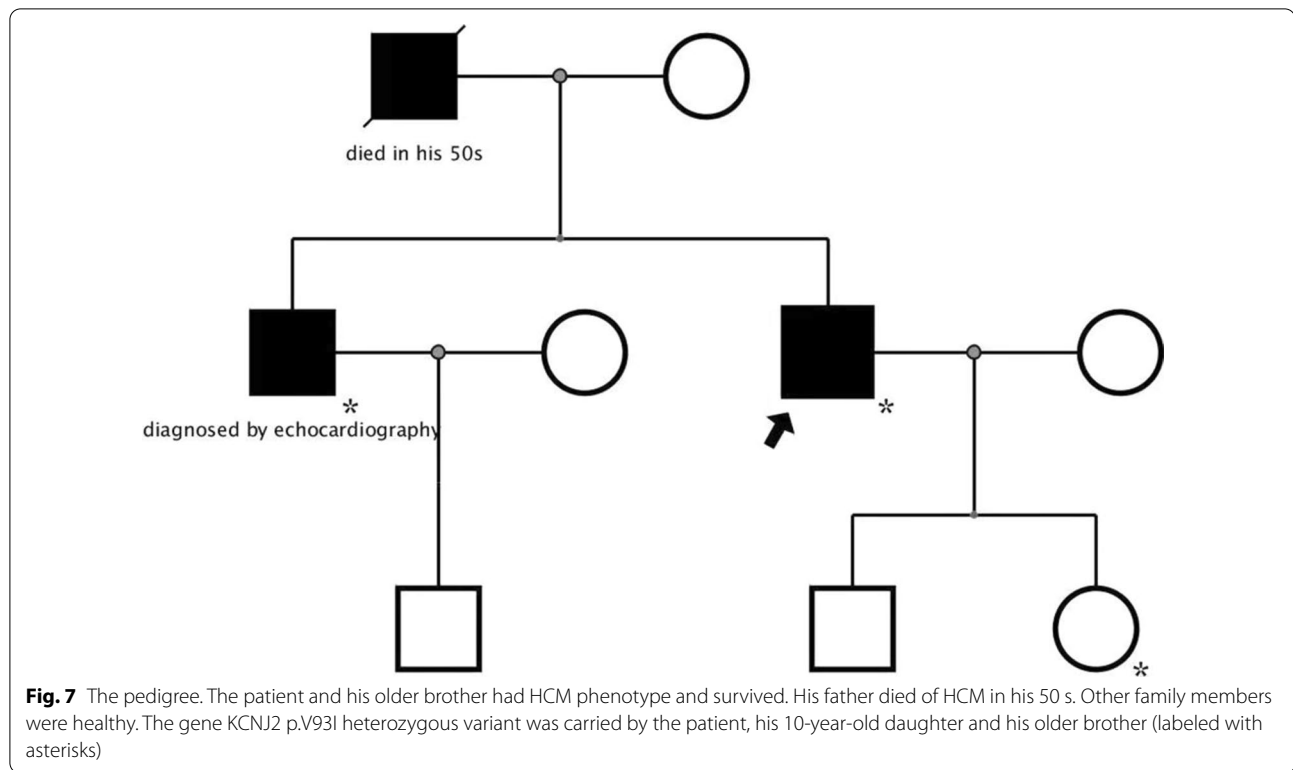 died in his 50s
*
*
diagnosed by echocardiography
*
Fig. 7 The pedigree. The patient and his older brother had HCM phenotype and survived. His father died of HCM in his 50 s. Other family members
were healthy. The gene KCNJ2 p.V93I heterozygous variant was carried by the patient, his 10-year-old daughter and his older brother (labeled with
asterisks)